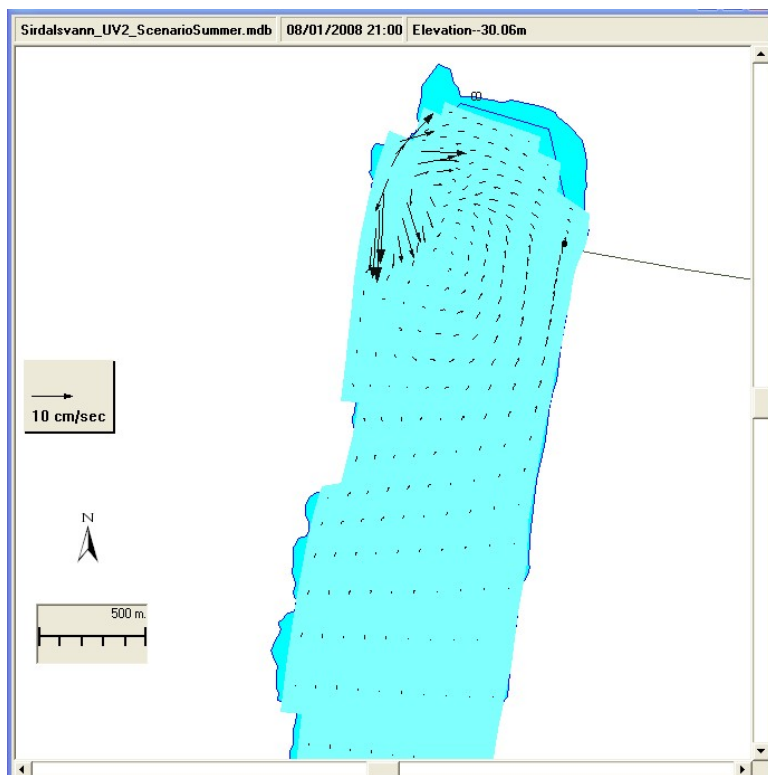 Sirdalsvann_UV2_ScenarioSummer.mdb 08/01/2008 21:00 Elevation--30.06m
10 cm/sec
N
500 m.